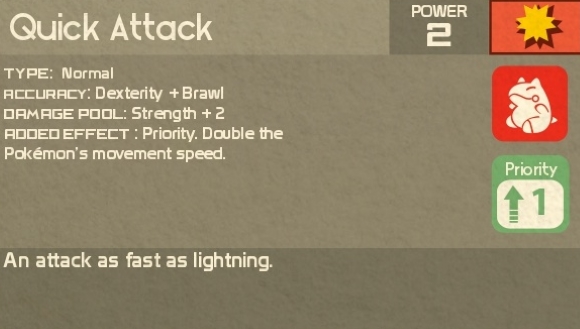 Quick Attack
POWER
2
TYPE: Normal
ACCURACY: Dexterity + Brawl
DAMAGE POOL: Strength + 2
ADDED EFFECT : Priority. Double the
Pokémon's movement speed.
Priority
1
An attack as fast as lightning.